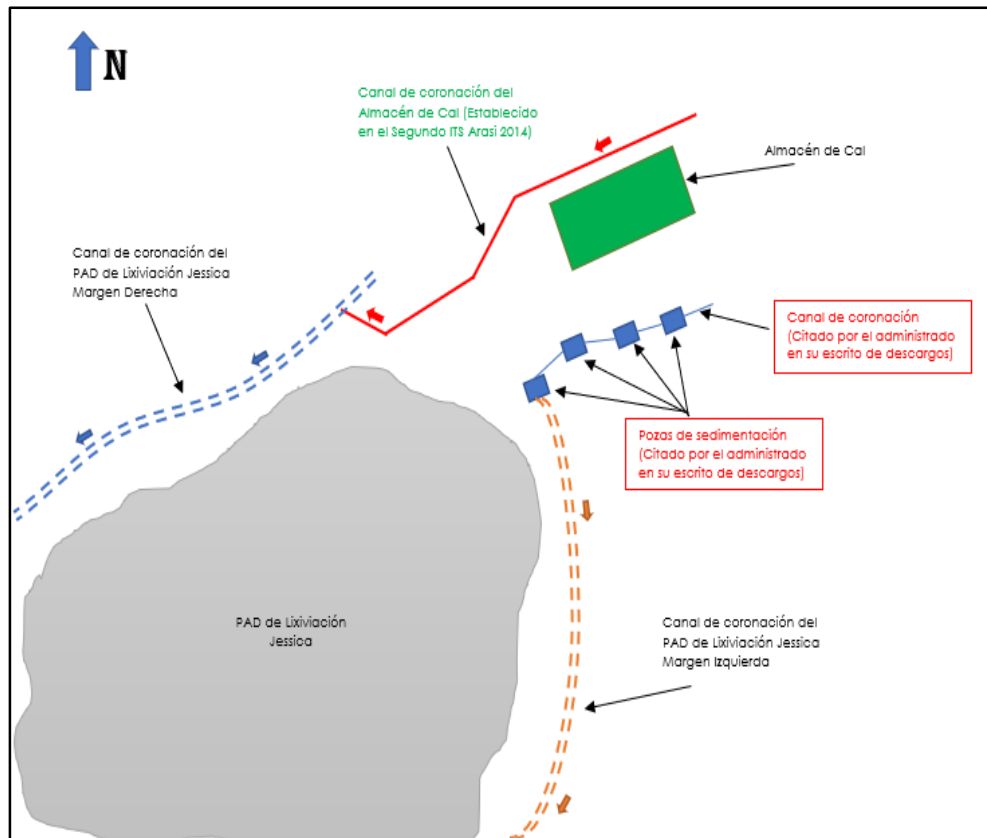 N
Canal de coronación del
Almacén de Cal (Establecido
en el Segundo ITS Arasi 2014)
Almacén de Cal
Canal de coronación del
PAD de Lixiviación Jessica
Margen Derecha
Canal de coronación
(Citado por el administrado
en su escrito de descargos)
Pozas de sedimentación
(Citado por el administrado
en su escrito de descargos)
PAD de Lixiviación
Jessica
Canal de coronación del
PAD de Lixiviación Jessica
Margen Izquierda